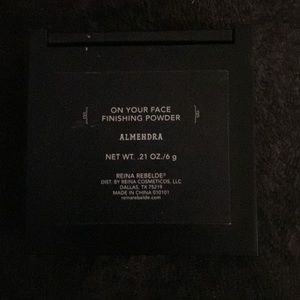 ON YOUR FACE
FINISHING POWDER
ALMENDRA
NET WT. .21 OZ./6 g
REINA REBELDE®
DIST. BY REINA COSMETICOS, LLC
DALLAS, TX 75219
MADE IN CHINA 010101
reinarebelde.com